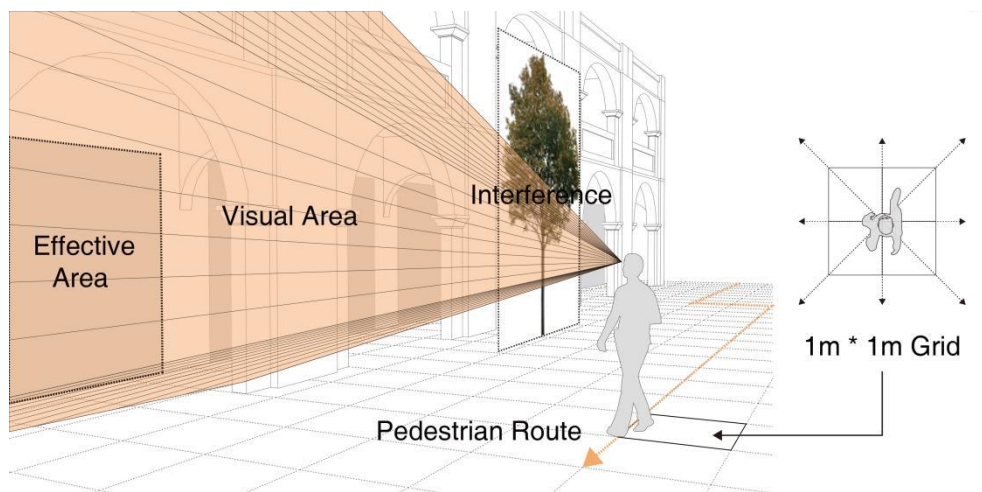 Interference
Visual Area
Effective
Area
1m * 1m Grid
Pedestrian Route